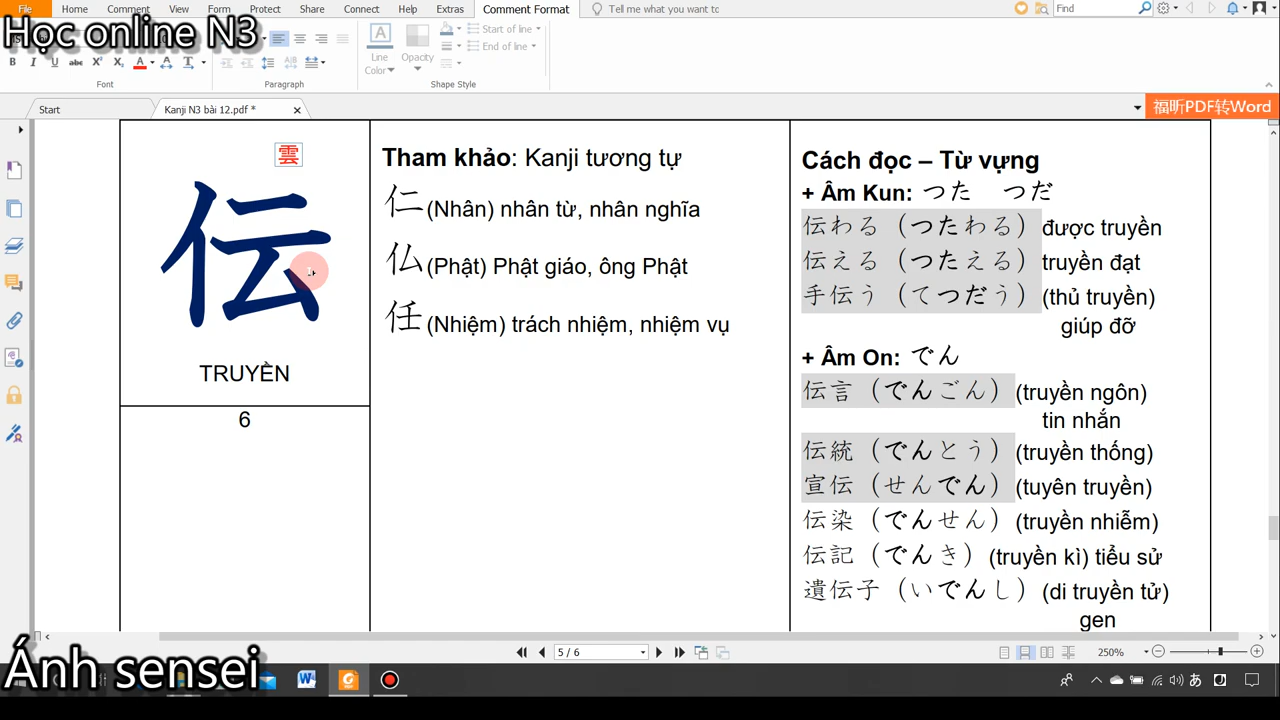 File Home Comment View Form Protect Share Connect Help Extras Comment Format Tell me what you want to Find
Học online N3
Line Color
Opacity
Start of line
End of line
Font Paragraph Shape Style
Start Kanji N3 bài 12.pdf * 福昕PDF转Word
雲
伝
TRUYỀN
6
Tham khảo: Kanji tương tự
仁 (Nhân) nhân từ, nhân nghĩa
仏 (Phật) Phật giáo, ông Phật
任 (Nhiệm) trách nhiệm, nhiệm vụ
Cách đọc – Từ vựng
+ Âm Kun: つた つだ
伝わる（つたわる）được truyền
伝える（つたえる）truyền đạt
手伝う（てつだう）(thủ truyền)
giúp đỡ
+ Âm On: でん
伝言（でんごん）(truyền ngôn)
tin nhắn
伝統（でんとう）(truyền thống)
宣伝（せんでん）(tuyên truyền)
伝染（でんせん）(truyền nhiễm)
伝記（でんき）(truyền kì) tiểu sử
遺伝子（いでんし）(di truyền tử)
gen
5 / 6 250%
Ánh sensei